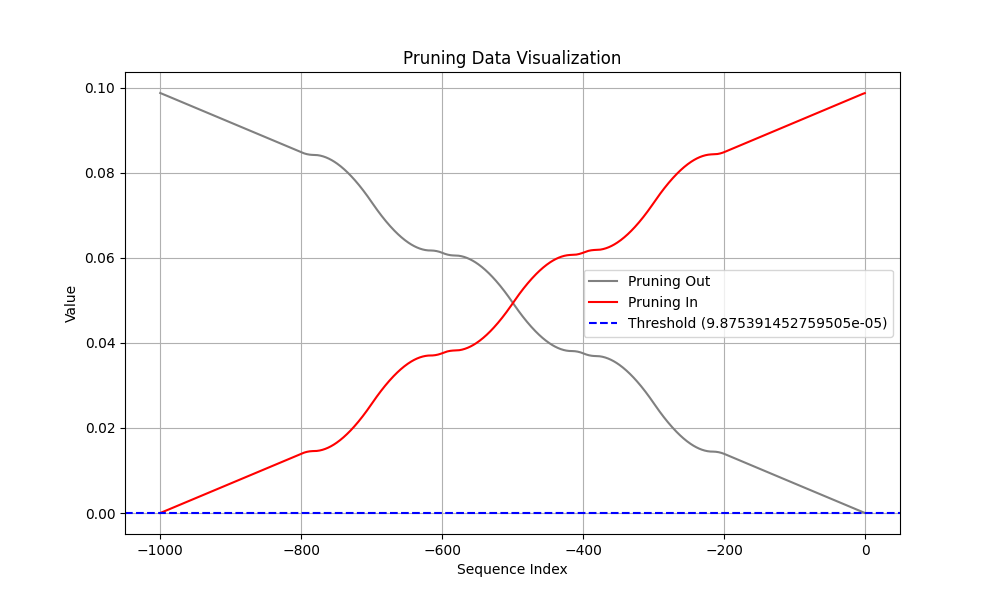 Pruning Data Visualization
0.10
0.08
0.06
0.04
0.02
0.00
Value
Pruning Out
Pruning In
Threshold (9.875391452759505e-05)
−1000
−800
−600
−400
−200
0
Sequence Index